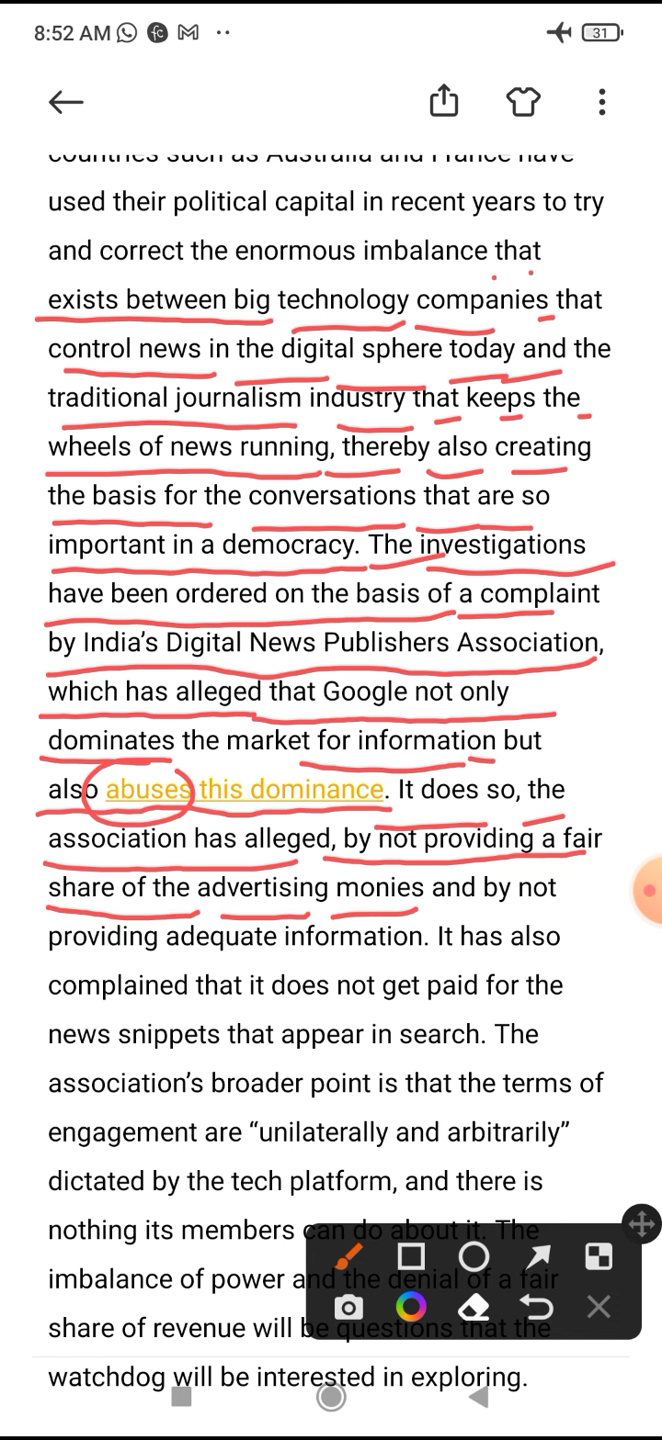 8:52 AM
31
countries such as Australia and France have
used their political capital in recent years to try
and correct the enormous imbalance that
exists between big technology companies that
control news in the digital sphere today and the
traditional journalism industry that keeps the
wheels of news running, thereby also creating
the basis for the conversations that are so
important in a democracy. The investigations
have been ordered on the basis of a complaint
by India’s Digital News Publishers Association,
which has alleged that Google not only
dominates the market for information but
also abuses this dominance. It does so, the
association has alleged, by not providing a fair
share of the advertising monies and by not
providing adequate information. It has also
complained that it does not get paid for the
news snippets that appear in search. The
association’s broader point is that the terms of
engagement are “unilaterally and arbitrarily”
dictated by the tech platform, and there is
nothing its members can do about it. The
imbalance of power and the denial of a fair
share of revenue will be questions that the
watchdog will be interested in exploring.